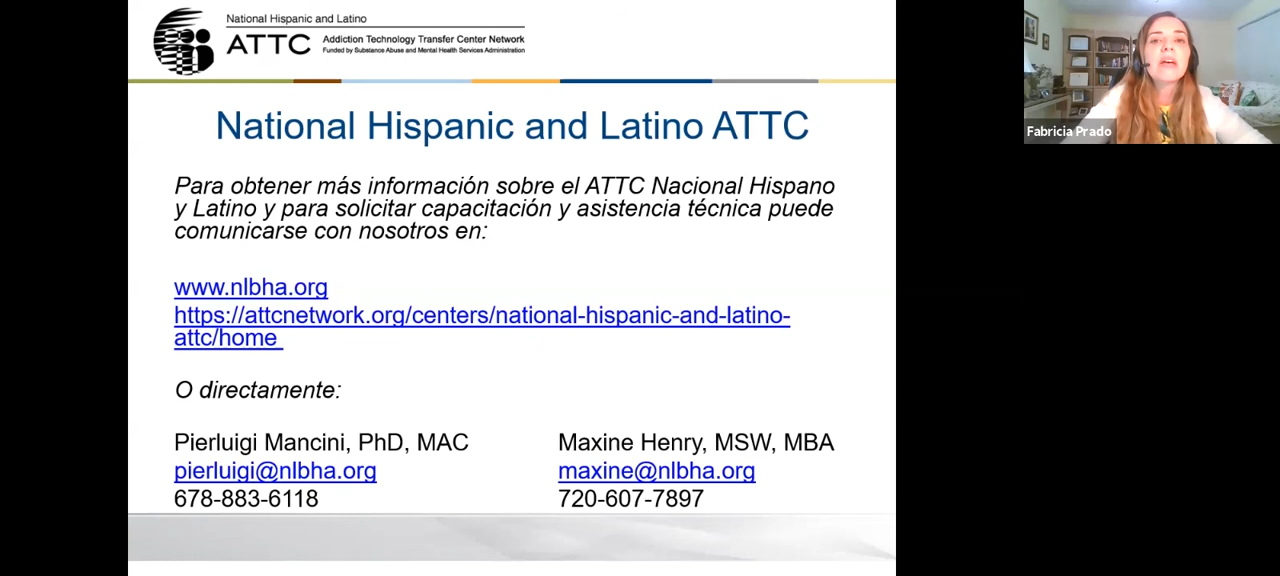 National Hispanic and Latino
ATTC
Addiction Technology Transfer Center Network
Funded by Substance Abuse and Mental Health Services Administration
National Hispanic and Latino ATTC
Para obtener más información sobre el ATTC Nacional Hispano
y Latino y para solicitar capacitación y asistencia técnica puede
comunicarse con nosotros en:
www.nlbha.org
https://attcnetwork.org/centers/national-hispanic-and-latino-
attc/home
O directamente:
Pierluigi Mancini, PhD, MAC
pierluigi@nlbha.org
678-883-6118
Maxine Henry, MSW, MBA
maxine@nlbha.org
720-607-7897
Fabricia Prado